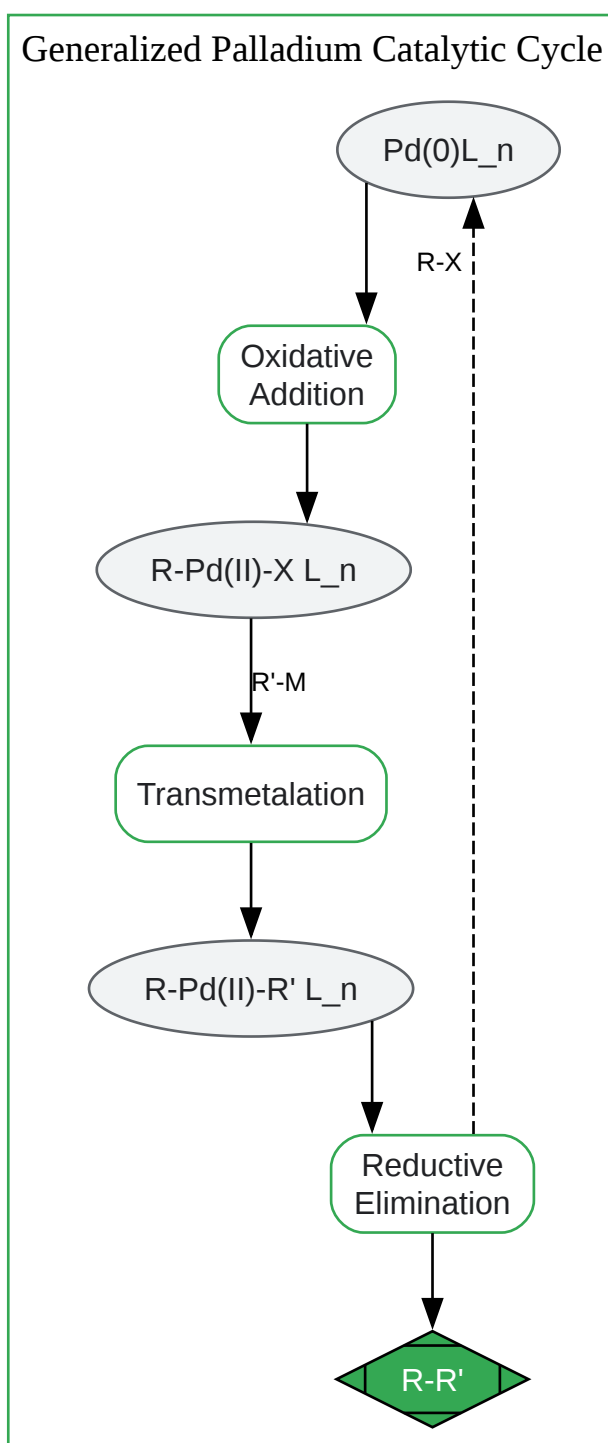 Generalized Palladium Catalytic Cycle
Pd(0)L_n
R-X
Oxidative
Addition
R-Pd(II)-X L_n
R'-M
Transmetalation
R-Pd(II)-R' L_n
Reductive
Elimination
R-R'